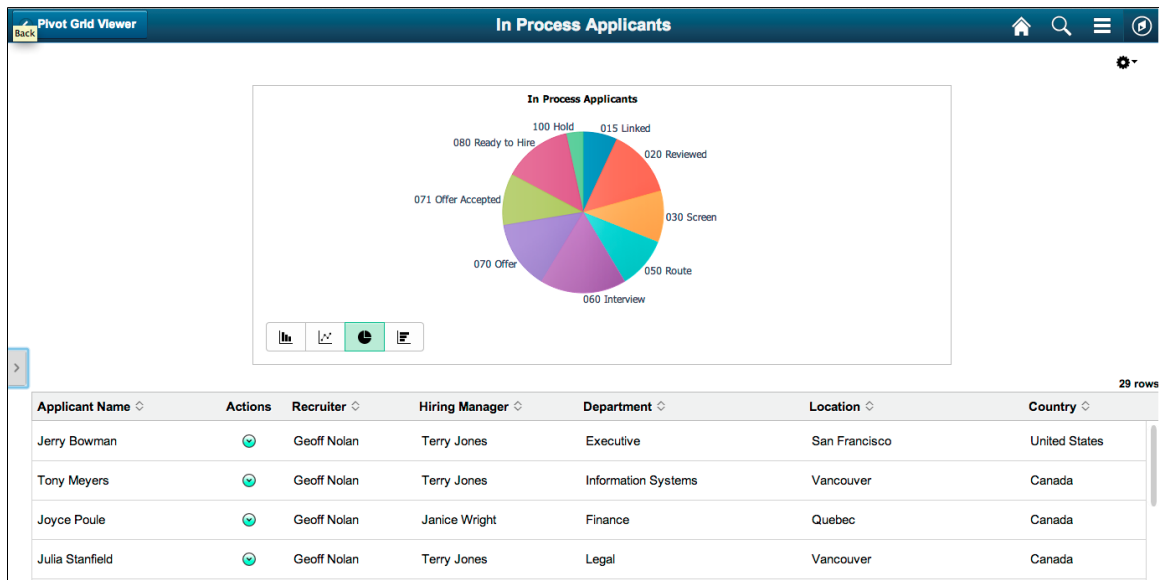 Pivot Grid Viewer
Back
In Process Applicants
In Process Applicants
100 Hold
015 Linked
080 Ready to Hire
020 Reviewed
071 Offer Accepted
030 Screen
070 Offer
050 Route
060 Interview
29 rows
Applicant Name Actions Recruiter Hiring Manager Department Location Country
Jerry Bowman Geoff Nolan Terry Jones Executive San Francisco United States
Tony Meyers Geoff Nolan Terry Jones Information Systems Vancouver Canada
Joyce Poule Geoff Nolan Janice Wright Finance Quebec Canada
Julia Stanfield Geoff Nolan Terry Jones Legal Vancouver Canada